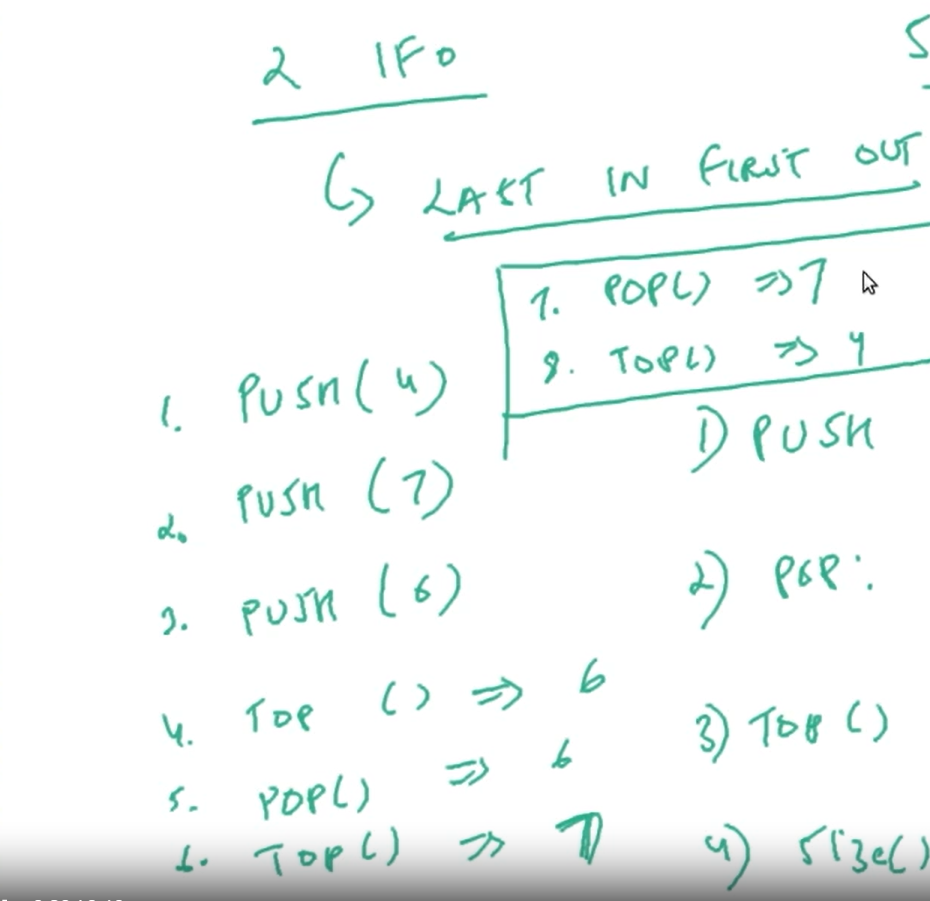 LIFO
LAST IN FIRST OUT
7. POP() => 7
8. TOP() => 4
1. PUSH(4)
2. PUSH (7)
3. PUSH (6)
4. TOP () => 6
5. POP() => 6
6. TOP() => 7
1) PUSH
2) POP:
3) TOP ()
4) Size()